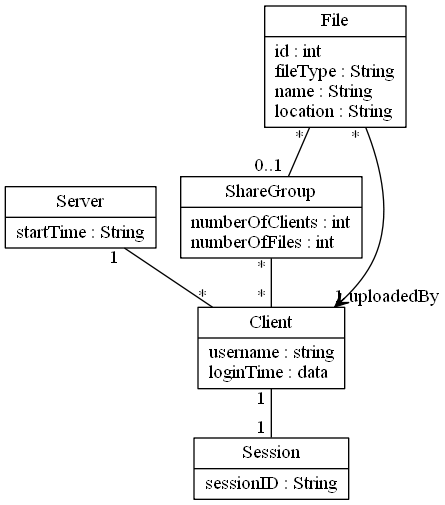 File
id : int
fileType : String
name : String
location : String
*
*
0..1
ShareGroup
numberOfClients : int
numberOfFiles : int
Server
startTime : String
1
*
*
*
1 uploadedBy
Client
username : string
loginTime : data
1
1
Session
sessionID : String